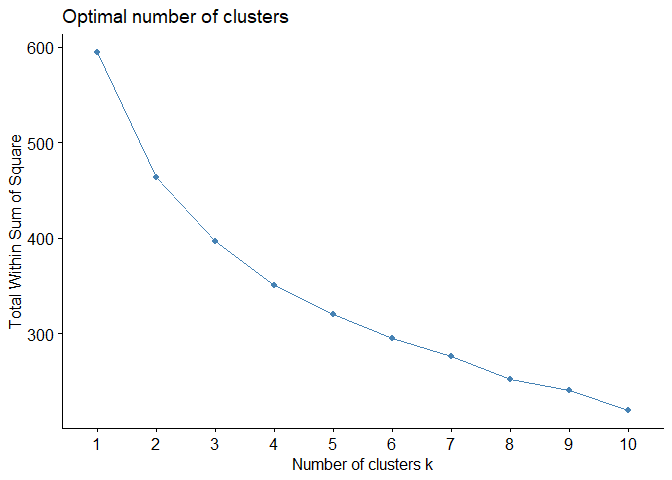 Optimal number of clusters
600
500
400
300
Total Within Sum of Square
1 2 3 4 5 6 7 8 9 10
Number of clusters k